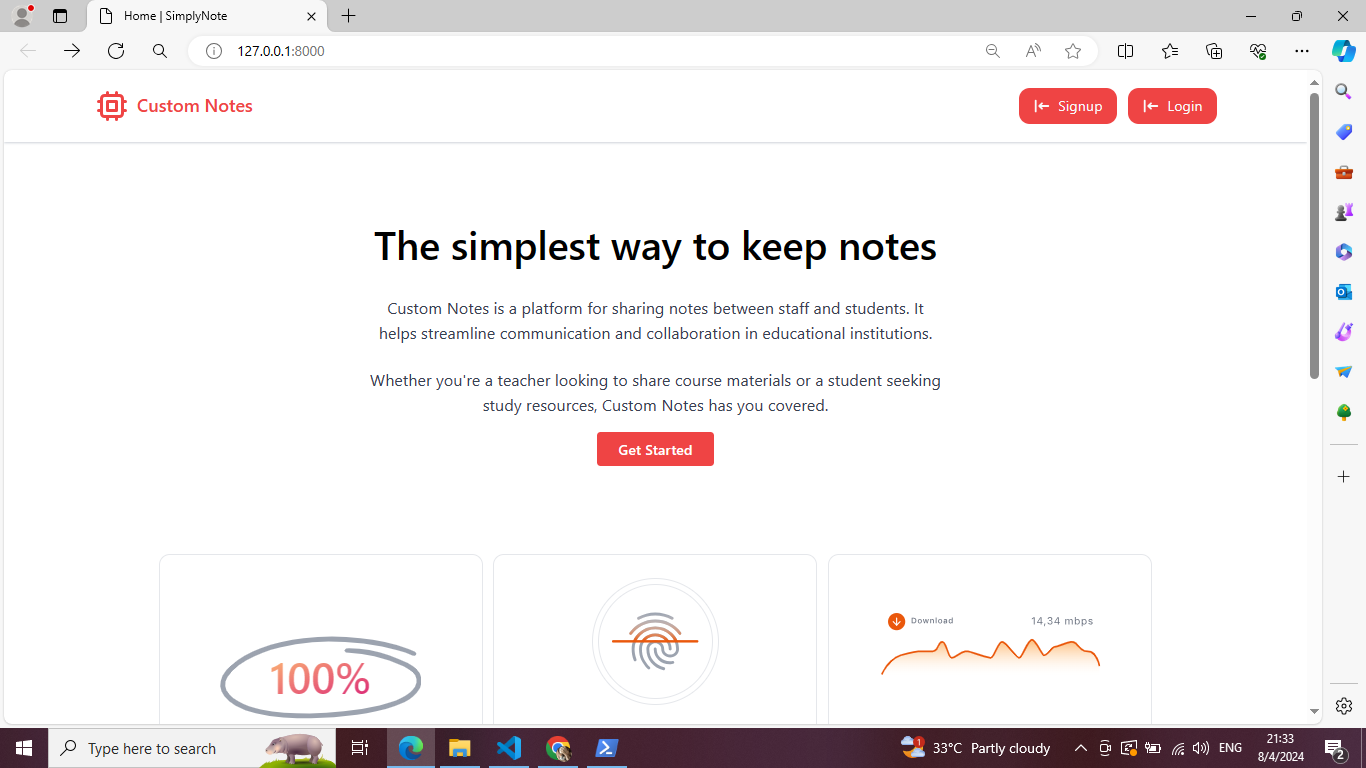 Home | SimplyNote
127.0.0.1:8000
Custom Notes
Signup
Login
The simplest way to keep notes
Custom Notes is a platform for sharing notes between staff and students. It
helps streamline communication and collaboration in educational institutions.
Whether you're a teacher looking to share course materials or a student seeking
study resources, Custom Notes has you covered.
Get Started
100%
Download
14,34 mbps
Type here to search
1
33°C Partly cloudy
ENG
21:33
8/4/2024
2